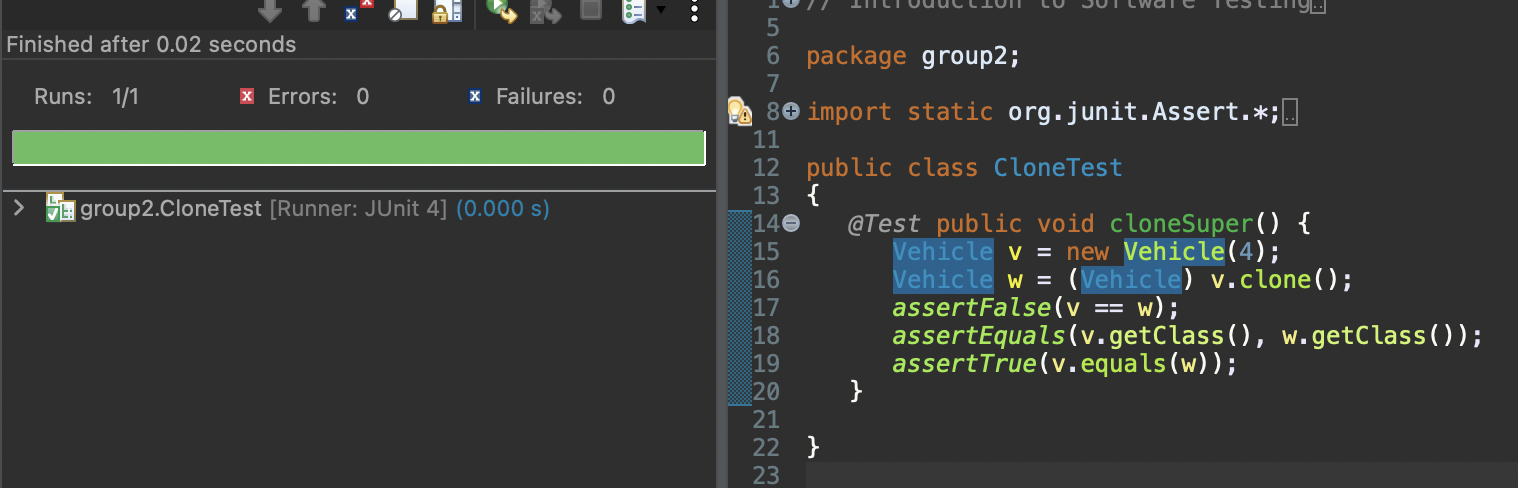 Finished after 0.02 seconds
Runs: 1/1 Errors: 0 Failures: 0
group2.CloneTest [Runner: JUnit 4] (0.000 s)
1 // Introduction to Software Testing
5
6 package group2;
7
8 import static org.junit.Assert.*;
11
12 public class CloneTest
13 {
14 @Test public void cloneSuper() {
15 Vehicle v = new Vehicle(4);
16 Vehicle w = (Vehicle) v.clone();
17 assertFalse(v == w);
18 assertEquals(v.getClass(), w.getClass());
19 assertTrue(v.equals(w));
20 }
21
22 }
23